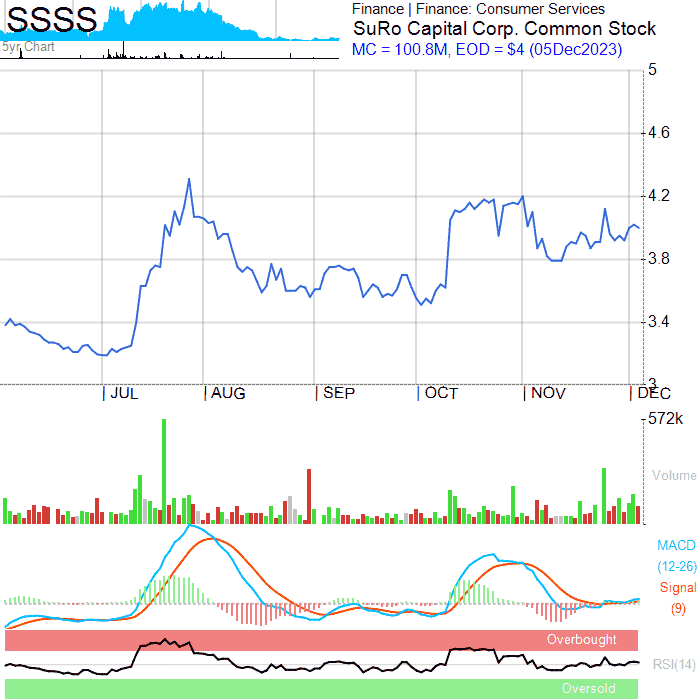 SSSS
5yr Chart
Finance | Finance: Consumer Services
SuRo Capital Corp. Common Stock
MC = 100.8M, EOD = $4 (05Dec2023)
5
4.6
4.2
3.8
3.4
3
JUL AUG SEP OCT NOV DEC
572k
Volume
MACD
(12-26)
Signal
(9)
Overbought
RSI(14)
Oversold